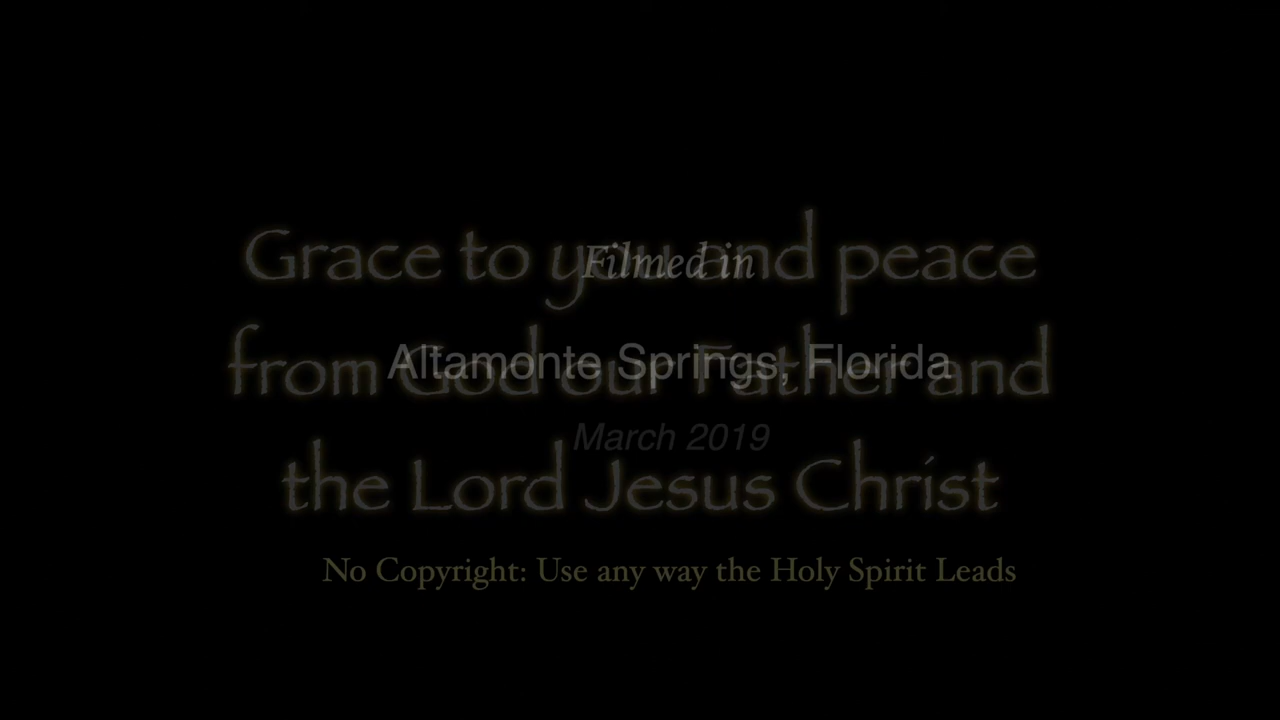 Grace to you and peace
Filmed in
from God our Father and
Altamonte Springs, Florida
March 2019
the Lord Jesus Christ
No Copyright: Use any way the Holy Spirit Leads